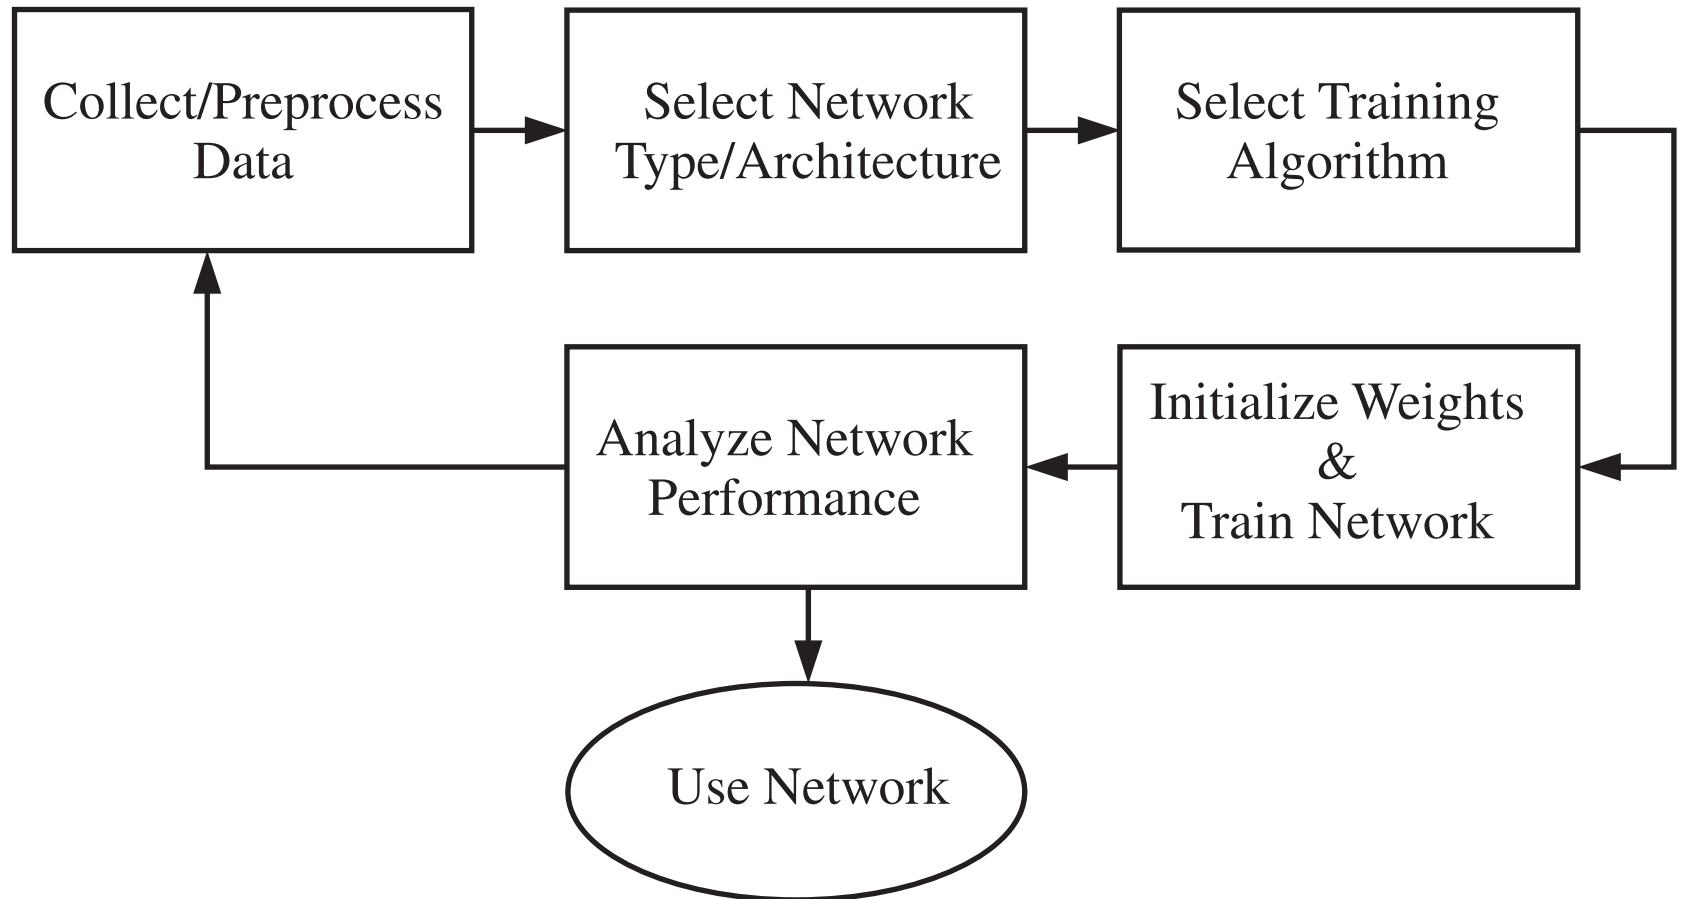 Collect/Preprocess
Data
Select Network
Type/Architecture
Select Training
Algorithm
Initialize Weights
&
Train Network
Analyze Network
Performance
Use Network